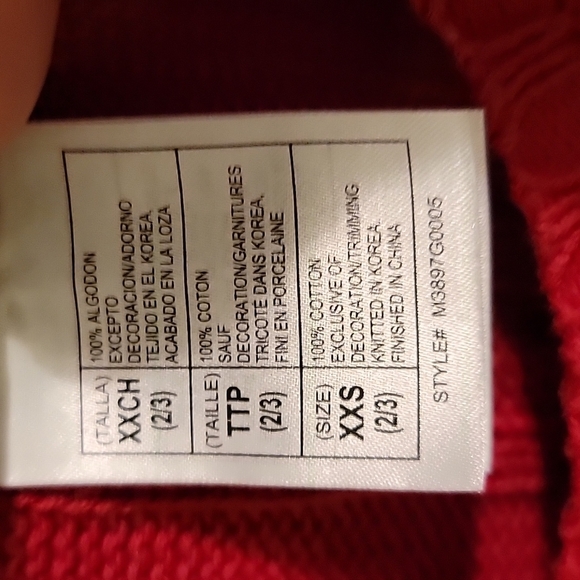 (TALLA)
XXCH
(2/3)
100% ALGODON
EXCEPTO
DECORACION/ADORNO
TEJIDO EN EL KOREA.
ACABADO EN LA LOZA
(TAILLE)
TTP
(2/3)
100% COTON
SAUF
DECORATION/GARNITURES
TRICOTÉ DANS KOREA.
FINI EN PORCELAINE
(SIZE)
XXS
(2/3)
100% COTTON
EXCLUSIVE OF
DECORATION/TRIMMING
KNITTED IN KOREA.
FINISHED IN CHINA
STYLE# M3897G0005